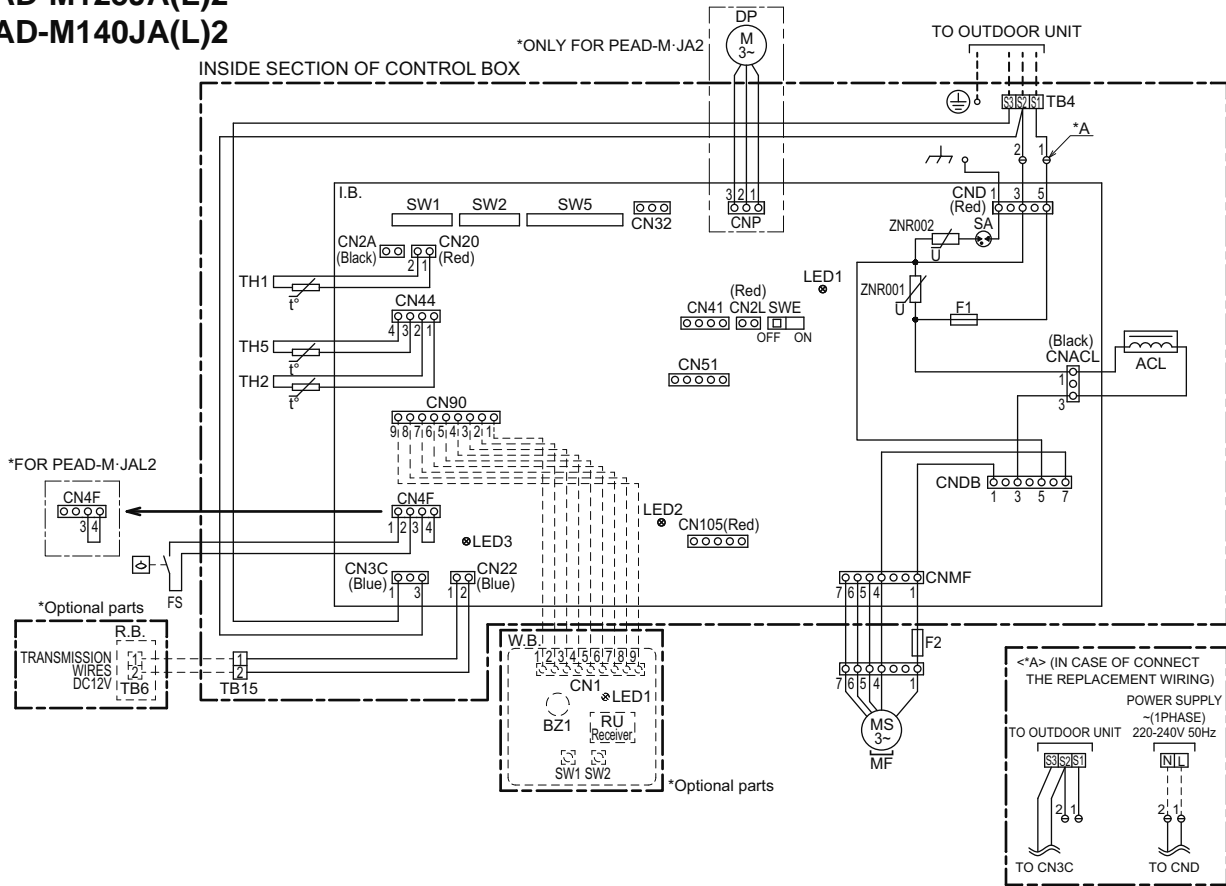 AD-M140JA(L)2
INSIDE SECTION OF CONTROL BOX
*ONLY FOR PEAD-M·JA2
DP
M
3~
TO OUTDOOR UNIT
S3 S2 S1 TB4
*A
2 1
I.B.
SW1 SW2 SW5
CN32
3 2 1
CNP
CND
(Red)
1 3 5
ZNR002
SA
U
CN2A
(Black)
CN20
(Red)
2 1
TH1
t°
LED1
ZNR001
U
F1
CN44
4 3 2 1
(Red)
CN41 CN2L SWE
OFF ON
TH5
t°
TH2
t°
CN51
(Black)
CNACL
1
3
ACL
CN90
9 8 7 6 5 4 3 2 1
*FOR PEAD-M·JAL2
CN4F
3 4
CN4F
1 2 3 4
CNDB
1 3 5 7
LED2
CN105(Red)
LED3
FS
CN3C
(Blue)
1 3
CN22
(Blue)
1 2
CNMF
7 6 5 4 1
F2
*Optional parts
R.B.
TRANSMISSION
WIRES
DC12V
1
2
TB6
1
2
TB15
W.B.
1 2 3 4 5 6 7 8 9
CN1
LED1
BZ1
RU
Receiver
SW1 SW2
*Optional parts
7 6 5 4 1
MS
3~
MF
<*A> (IN CASE OF CONNECT
THE REPLACEMENT WIRING)
POWER SUPPLY
~(1PHASE)
220-240V 50Hz
TO OUTDOOR UNIT
S3 S2 S1
N L
2 1
2 1
TO CN3C
TO CND